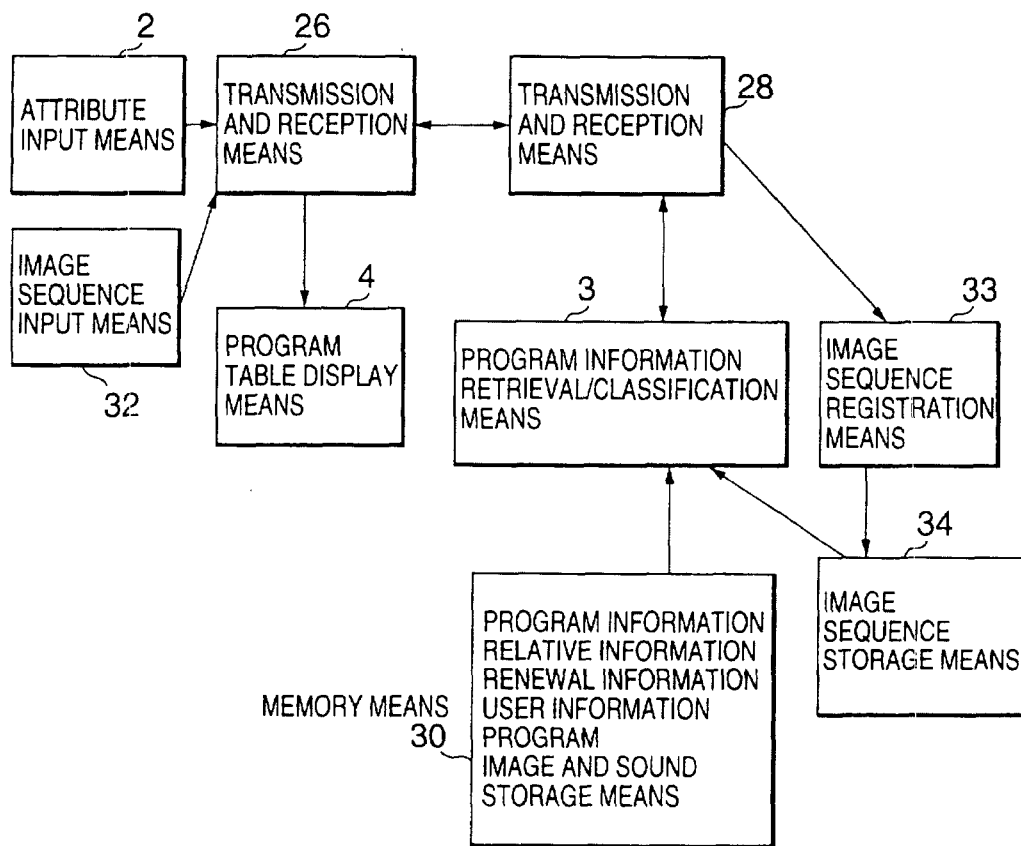 2
ATTRIBUTE
INPUT MEANS
26
TRANSMISSION
AND RECEPTION
MEANS
TRANSMISSION
AND RECEPTION
MEANS
28
IMAGE
SEQUENCE
INPUT MEANS
32
4
PROGRAM
TABLE DISPLAY
MEANS
3
PROGRAM INFORMATION
RETRIEVAL/CLASSIFICATION
MEANS
33
IMAGE
SEQUENCE
REGISTRATION
MEANS
34
IMAGE
SEQUENCE
STORAGE MEANS
MEMORY MEANS
30
PROGRAM INFORMATION
RELATIVE INFORMATION
RENEWAL INFORMATION
USER INFORMATION
PROGRAM
IMAGE AND SOUND
STORAGE MEANS